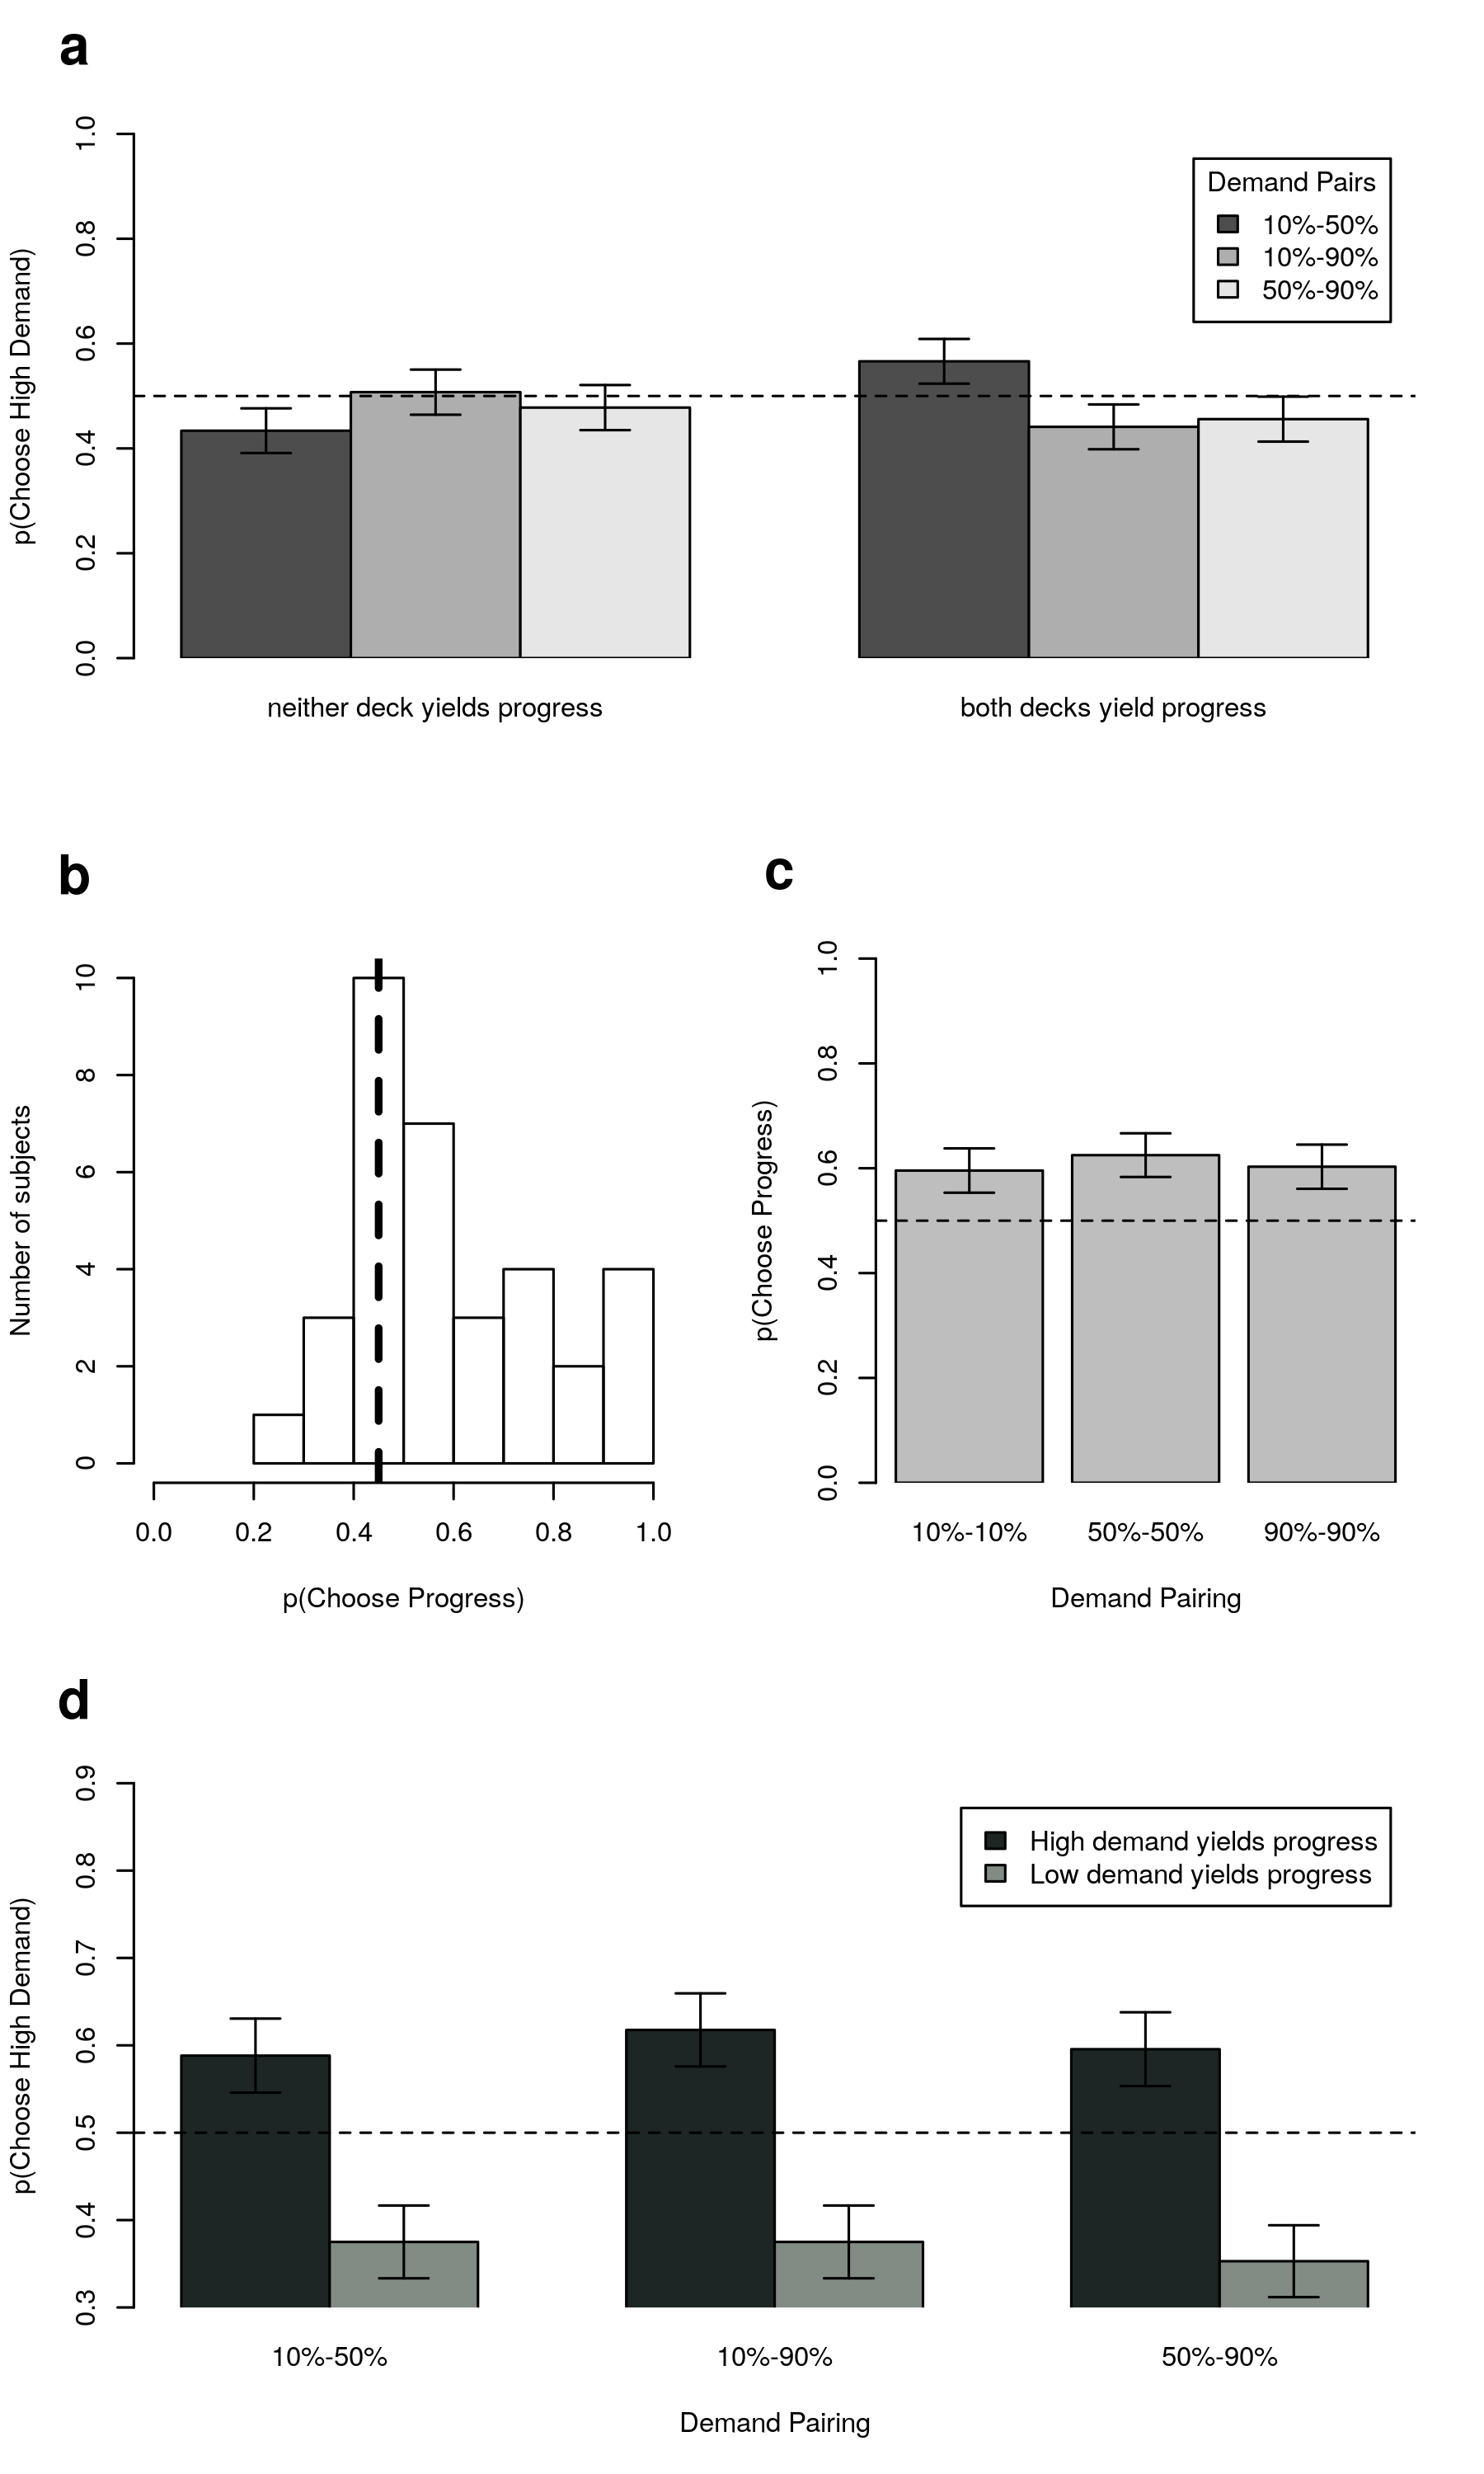 a
p(Choose High Demand)
1.0
0.8
0.6
0.4
0.2
0.0
Demand Pairs
10%-50%
10%-90%
50%-90%
neither deck yields progress
both decks yield progress
b
Number of subjects
10
8
6
4
2
0
0.0 0.2 0.4 0.6 0.8 1.0
p(Choose Progress)
c
p(Choose Progress)
1.0
0.8
0.6
0.4
0.2
0.0
10%-10% 50%-50% 90%-90%
Demand Pairing
d
p(Choose High Demand)
0.9
0.8
0.7
0.6
0.5
0.4
0.3
High demand yields progress
Low demand yields progress
10%-50% 10%-90% 50%-90%
Demand Pairing